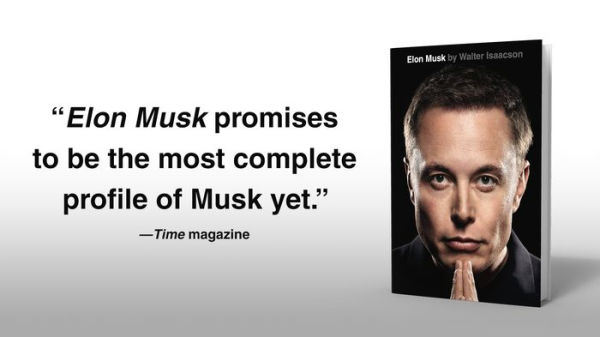 “Elon Musk promises
to be the most complete
profile of Musk yet.”
—Time magazine
Elon Musk by Walter Isaacson